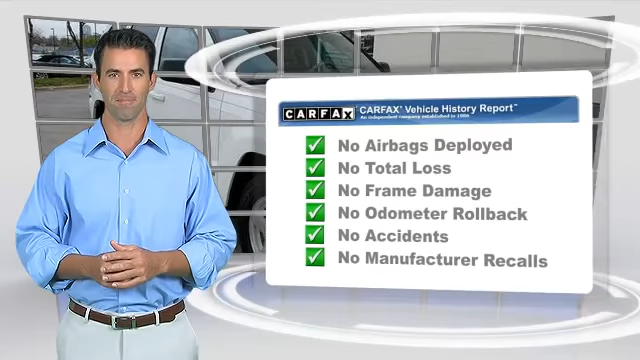 CARFAX CARFAX® Vehicle History Report™
An independent company established in 1986
No Airbags Deployed
No Total Loss
No Frame Damage
No Odometer Rollback
No Accidents
No Manufacturer Recalls